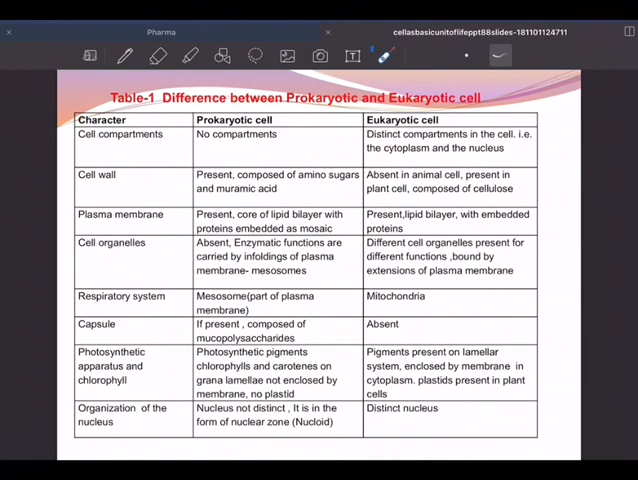 Pharma
cellasbasicunitoflifeppt88slides-181101124711
Table-1 Difference between Prokaryotic and Eukaryotic cell
Character
Prokaryotic cell
Eukaryotic cell
Cell compartments
No compartments
Distinct compartments in the cell. i.e.
the cytoplasm and the nucleus
Cell wall
Present, composed of amino sugars
and muramic acid
Absent in animal cell, present in
plant cell, composed of cellulose
Plasma membrane
Present, core of lipid bilayer with
proteins embedded as mosaic
Present,lipid bilayer, with embedded
proteins
Cell organelles
Absent, Enzymatic functions are
carried by infoldings of plasma
membrane- mesosomes
Different cell organelles present for
different functions ,bound by
extensions of plasma membrane
Respiratory system
Mesosome(part of plasma
membrane)
Mitochondria
Capsule
If present , composed of
mucopolysaccharides
Absent
Photosynthetic
apparatus and
chlorophyll
Photosynthetic pigments
chlorophylls and carotenes on
grana lamellae not enclosed by
membrane, no plastid
Pigments present on lamellar
system, enclosed by membrane in
cytoplasm. plastids present in plant
cells
Organization of the
nucleus
Nucleus not distinct , It is in the
form of nuclear zone (Nucloid)
Distinct nucleus